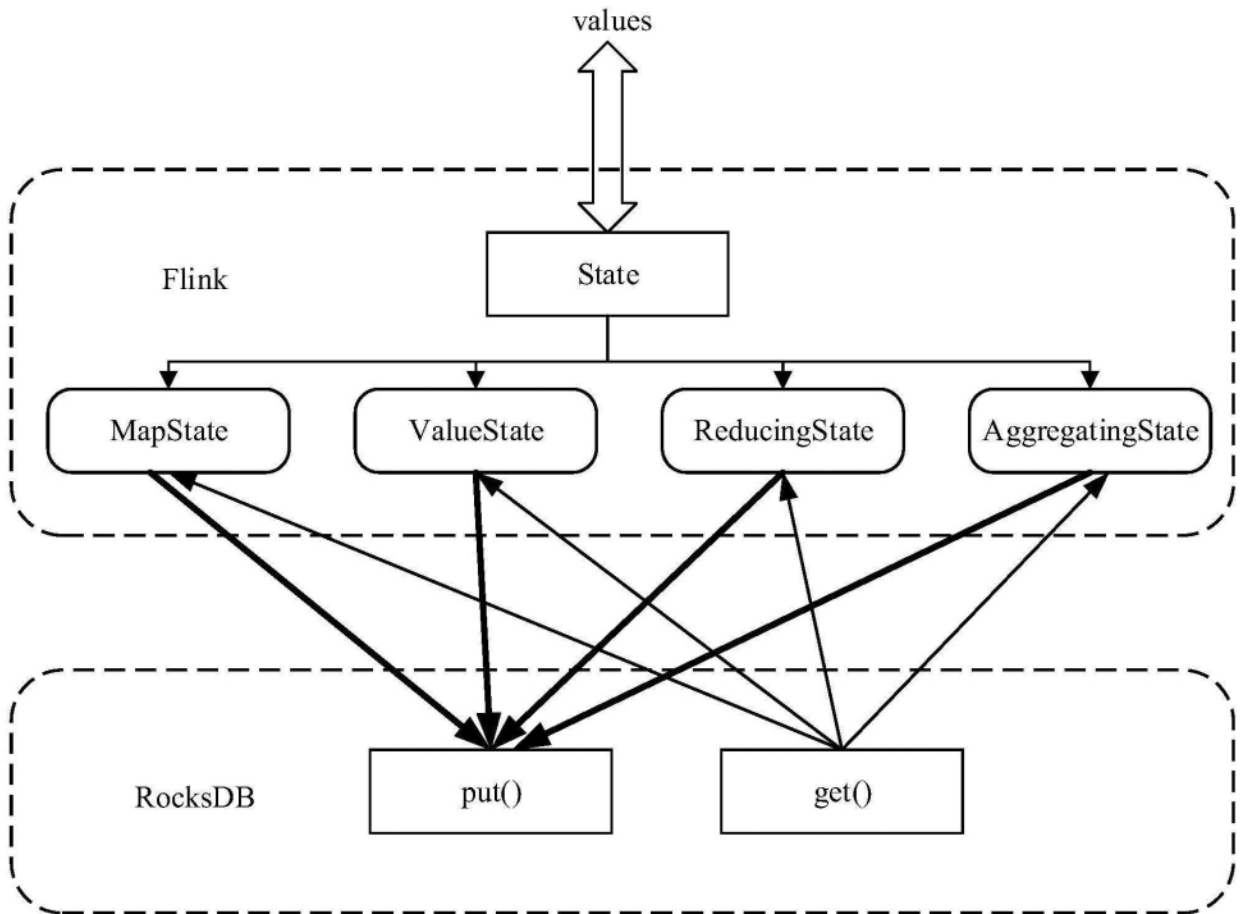 values
Flink
State
MapState
ValueState
ReducingState
AggregatingState
RocksDB
put()
get()